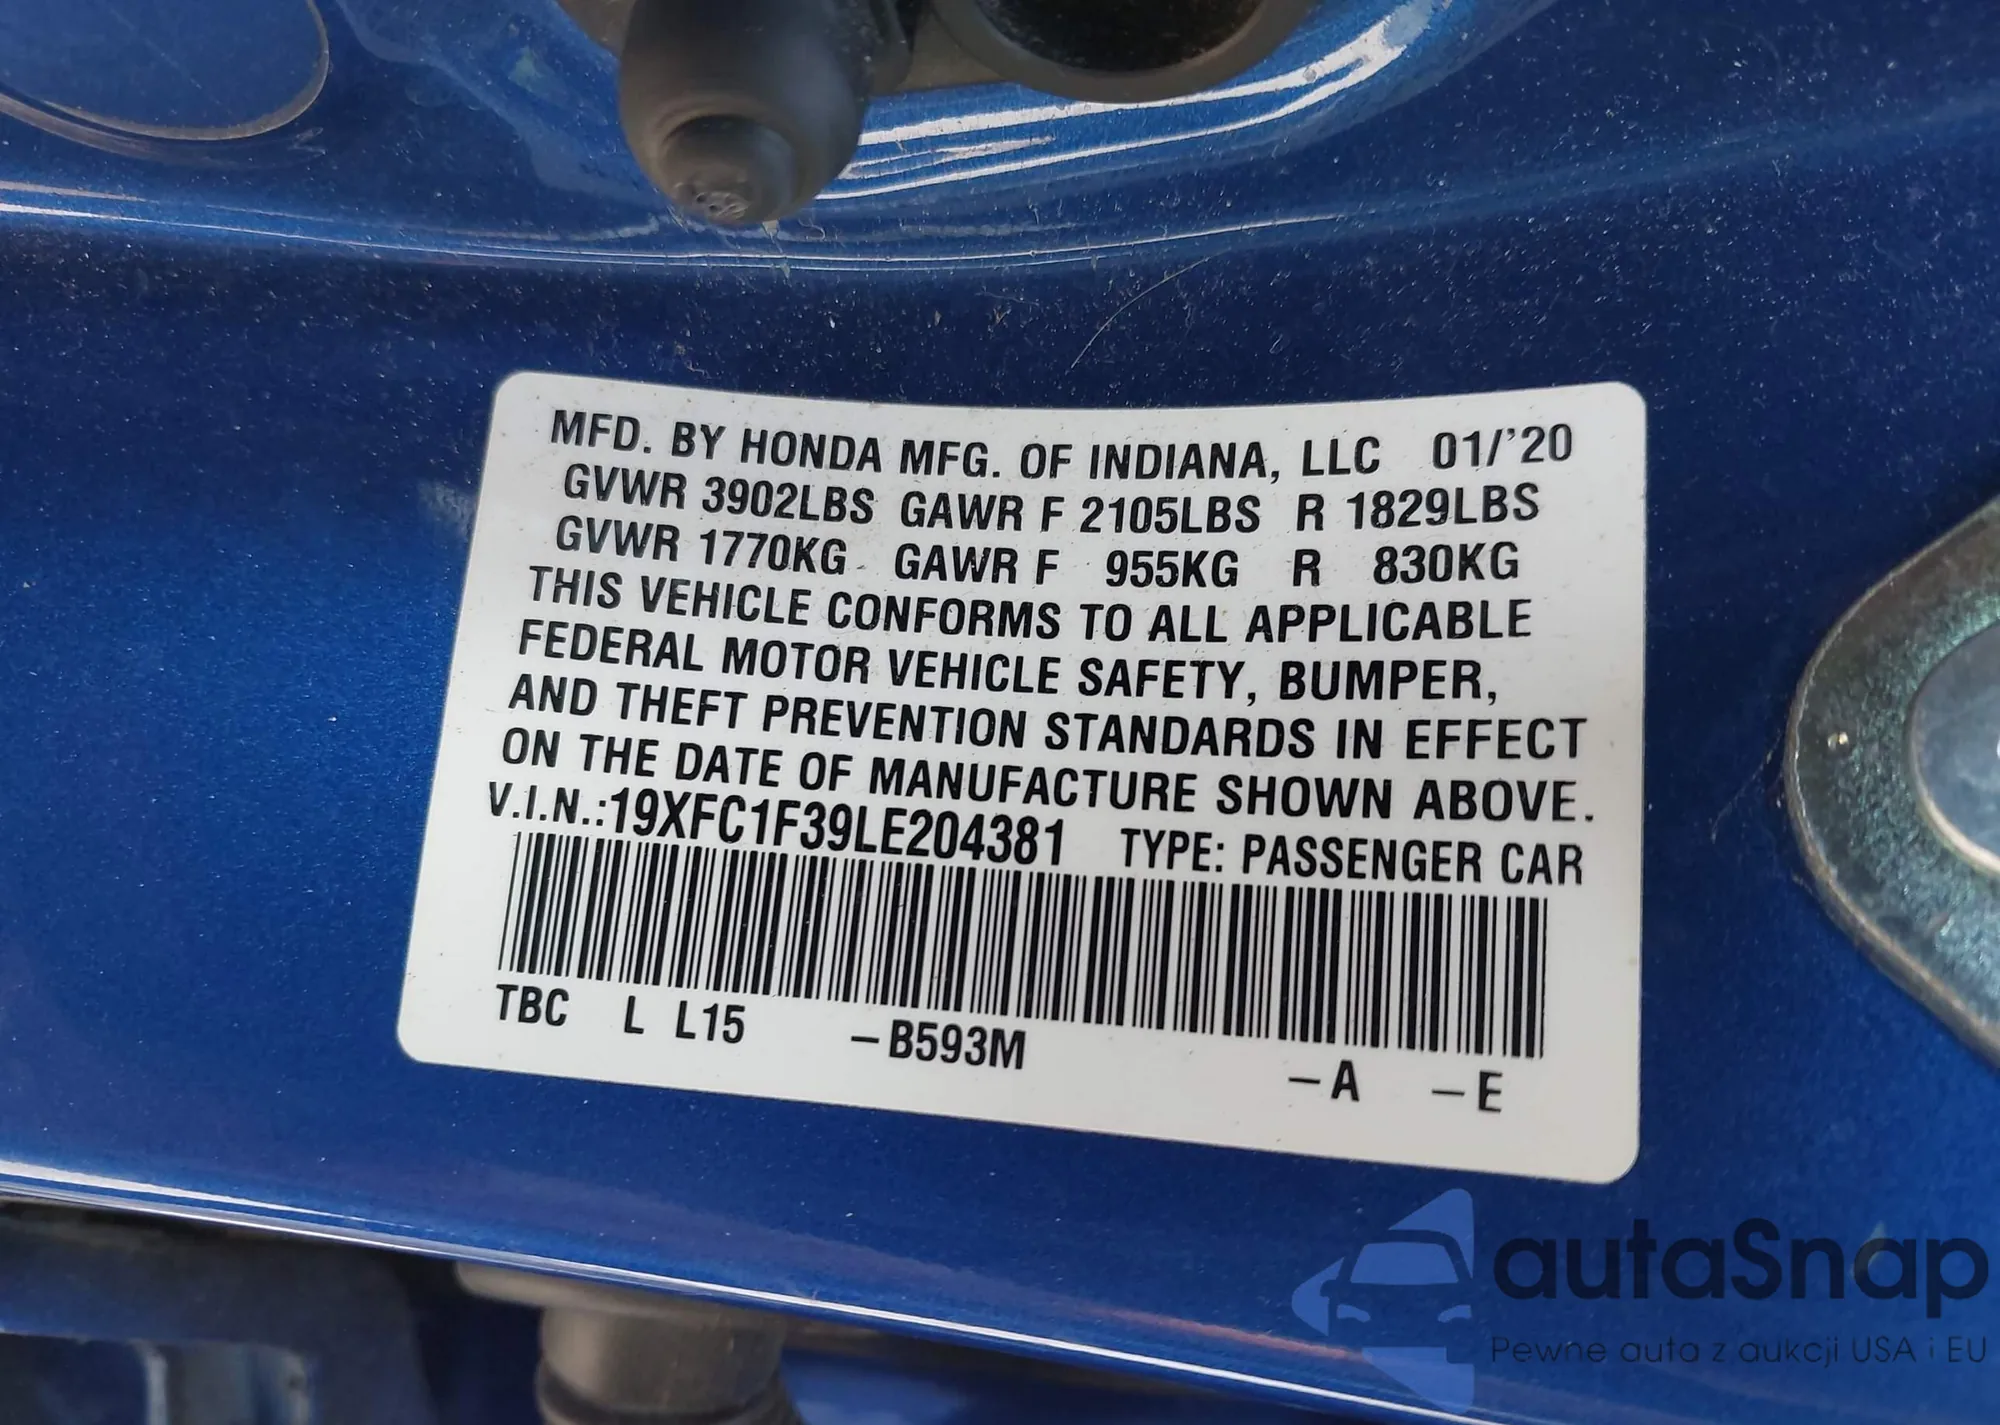 MFD. BY HONDA MFG. OF INDIANA, LLC 01/'20
GVWR 3902LBS GAWR F 2105LBS R 1829LBS
GVWR 1770KG GAWR F 955KG R 830KG
THIS VEHICLE CONFORMS TO ALL APPLICABLE
FEDERAL MOTOR VEHICLE SAFETY, BUMPER,
AND THEFT PREVENTION STANDARDS IN EFFECT
ON THE DATE OF MANUFACTURE SHOWN ABOVE.
V.I.N.:19XFC1F39LE204381 TYPE: PASSENGER CAR
TBC L L15 –B593M –A –E
autaSnap
Pewne auta z aukcji USA i EU